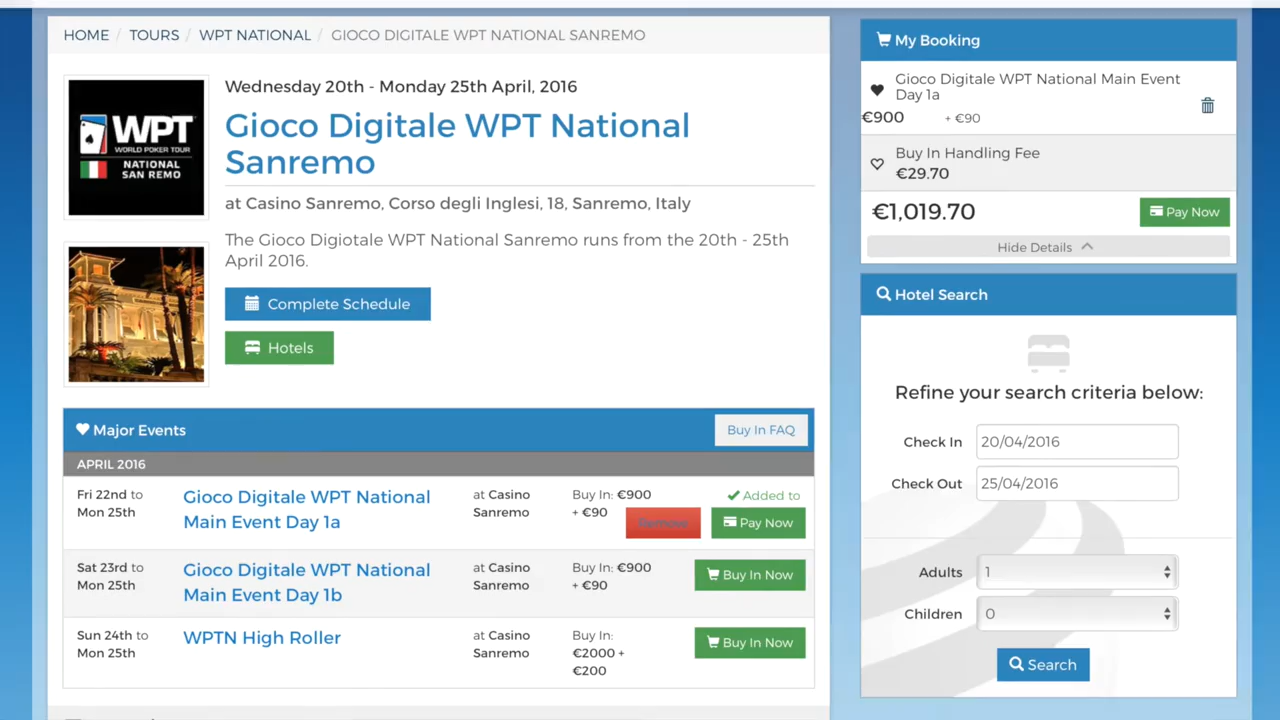 HOME / TOURS / WPT NATIONAL / GIOCO DIGITALE WPT NATIONAL SANREMO
WPT
WORLD POKER TOUR
NATIONAL
SAN REMO
Wednesday 20th - Monday 25th April, 2016
Gioco Digitale WPT National
Sanremo
at Casino Sanremo, Corso degli Inglesi, 18, Sanremo, Italy
The Gioco Digiotale WPT National Sanremo runs from the 20th - 25th
April 2016.
Complete Schedule
Hotels
Major Events
Buy In FAQ
APRIL 2016
Fri 22nd to
Mon 25th
Gioco Digitale WPT National
Main Event Day 1a
at Casino
Sanremo
Buy In: €900
+ €90
Added to
Remove
Pay Now
Sat 23rd to
Mon 25th
Gioco Digitale WPT National
Main Event Day 1b
at Casino
Sanremo
Buy In: €900
+ €90
Buy In Now
Sun 24th to
Mon 25th
WPTN High Roller
at Casino
Sanremo
Buy In:
€2000 +
€200
Buy In Now
My Booking
Gioco Digitale WPT National Main Event
Day 1a
€900 + €90
Buy In Handling Fee
€29.70
€1,019.70
Pay Now
Hide Details
Hotel Search
Refine your search criteria below:
Check In 20/04/2016
Check Out 25/04/2016
Adults 1
Children 0
Search